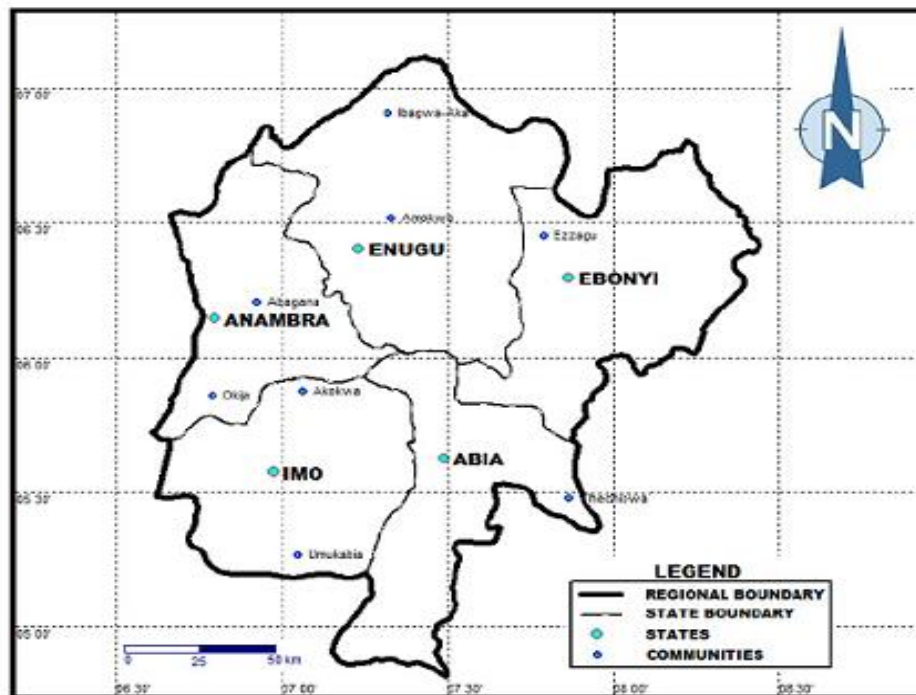 07 00'
Ibagwa-Aka
N
06 30'
Amokwa
Ezzagu
ENUGU
EBONYI
Abagana
ANAMBRA
06 00'
Okija
Akokwa
ABIA
IMO
05 30'
Umukabia
LEGEND
REGIONAL BOUNDARY
STATE BOUNDARY
STATES
COMMUNITIES
05 00'
0 25 50 km
06 30' 07 00' 07 30' 08 00' 08 30'